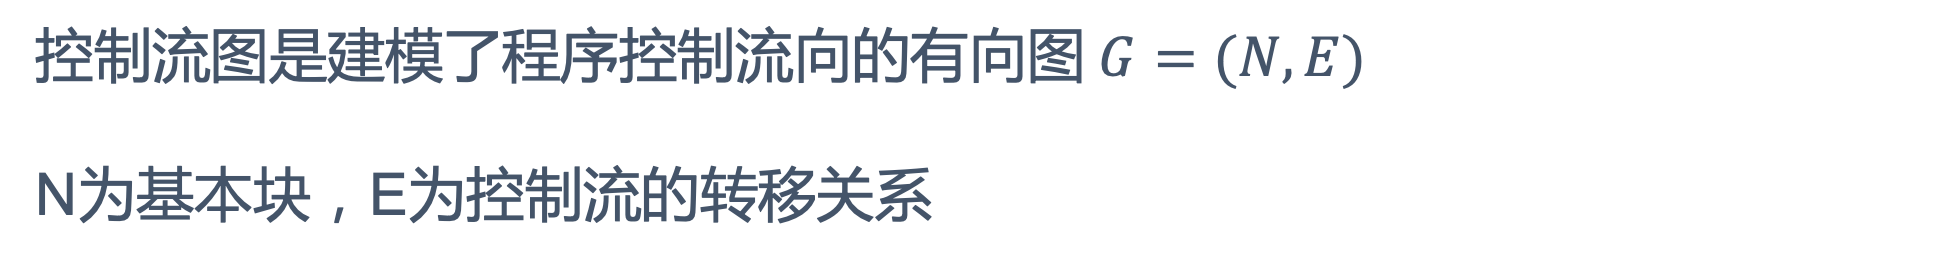 控制流图是建模了程序控制流向的有向图 G = (N, E)
N为基本块，E为控制流的转移关系